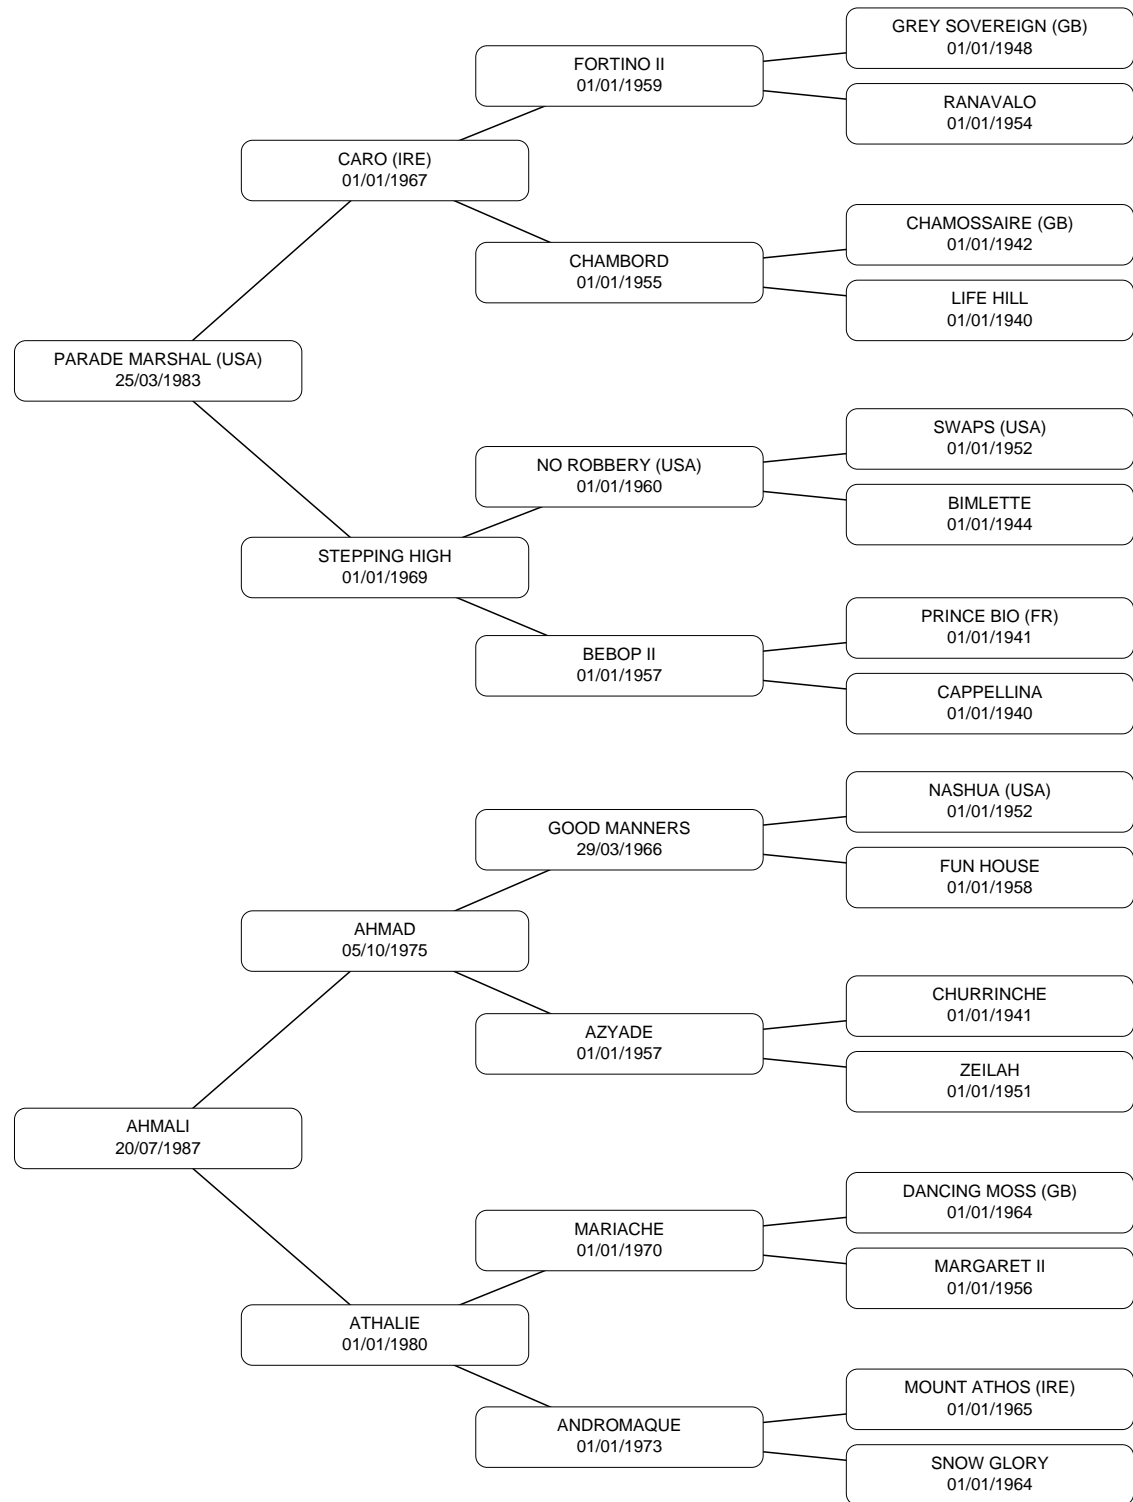 GREY SOVEREIGN (GB)
01/01/1948
FORTINO II
01/01/1959
RANAVALO
01/01/1954
CARO (IRE)
01/01/1967
CHAMOSSAIRE (GB)
01/01/1942
CHAMBORD
01/01/1955
LIFE HILL
01/01/1940
PARADE MARSHAL (USA)
25/03/1983
SWAPS (USA)
01/01/1952
NO ROBBERY (USA)
01/01/1960
BIMLETTE
01/01/1944
STEPPING HIGH
01/01/1969
PRINCE BIO (FR)
01/01/1941
BEBOP II
01/01/1957
CAPPELLINA
01/01/1940
NASHUA (USA)
01/01/1952
GOOD MANNERS
29/03/1966
FUN HOUSE
01/01/1958
AHMAD
05/10/1975
CHURRINCHE
01/01/1941
AZYADE
01/01/1957
ZEILAH
01/01/1951
AHMALI
20/07/1987
DANCING MOSS (GB)
01/01/1964
MARIACHE
01/01/1970
MARGARET II
01/01/1956
ATHALIE
01/01/1980
MOUNT ATHOS (IRE)
01/01/1965
ANDROMAQUE
01/01/1973
SNOW GLORY
01/01/1964